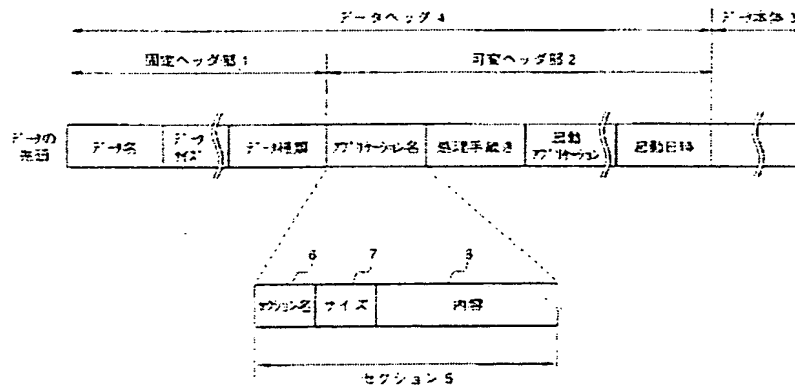 データヘッダ 4
データ本体 3
固定ヘッダ部 1
可変ヘッダ部 2
データの
先頭
データ名
データ
サイズ
データ種類
アプリケーション名
処理手続き
起動
アプリケーション
起動日時
6
7
8
セクション名
サイズ
内容
セクション 5